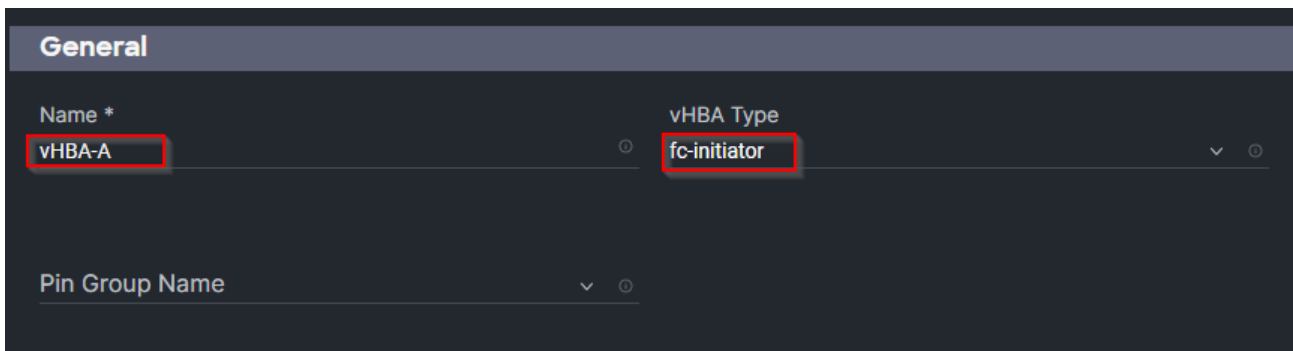 General
Name *
vHBA Type
vHBA-A
fc-initiator
Pin Group Name